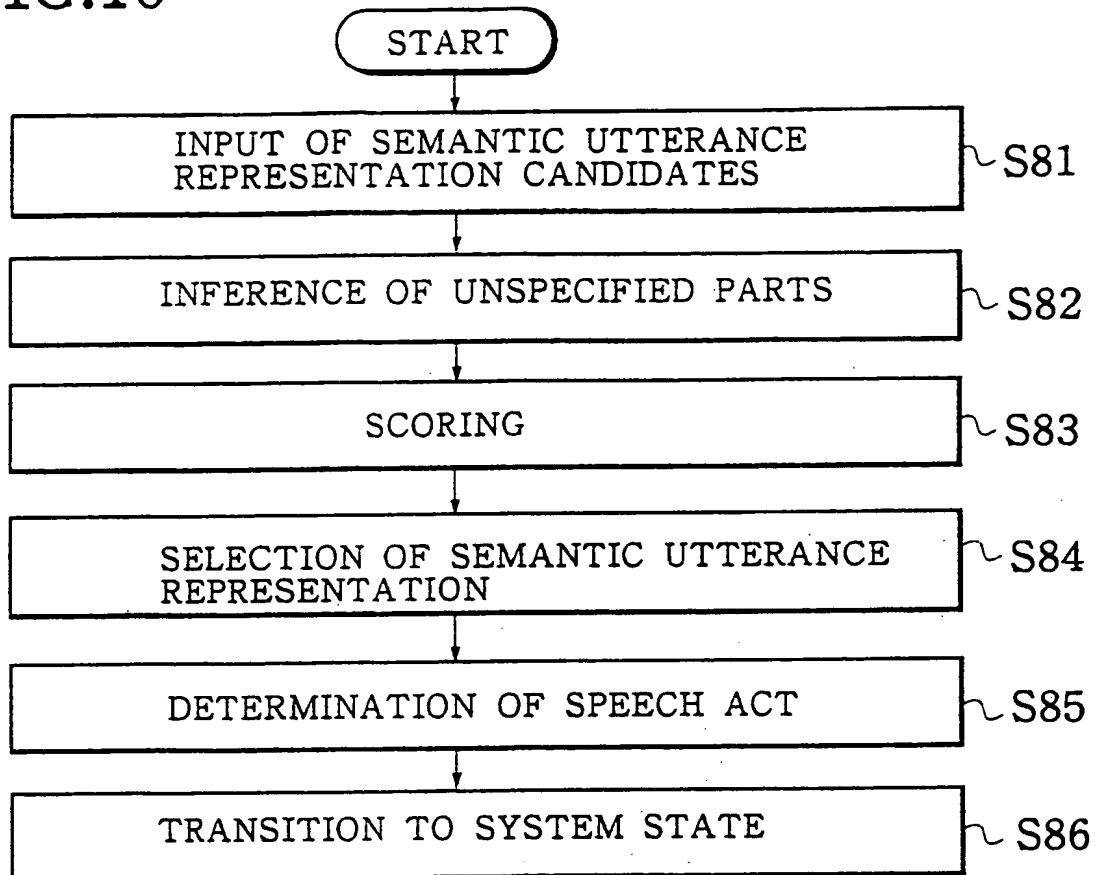 START
INPUT OF SEMANTIC UTTERANCE
REPRESENTATION CANDIDATES
S81
INFERENCE OF UNSPECIFIED PARTS
S82
SCORING
S83
SELECTION OF SEMANTIC UTTERANCE
REPRESENTATION
S84
DETERMINATION OF SPEECH ACT
S85
TRANSITION TO SYSTEM STATE
S86